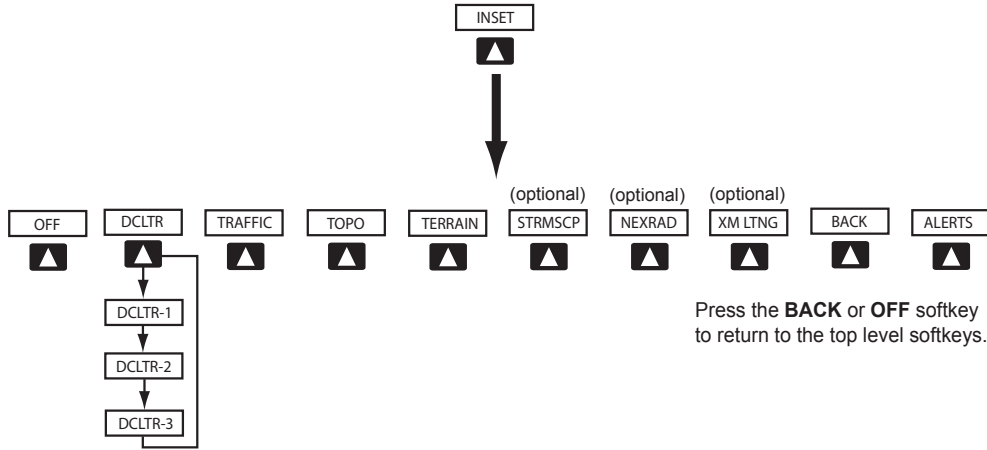 INSET
(optional) (optional) (optional)
OFF DCLTR TRAFFIC TOPO TERRAIN STRMSCP NEXRAD XM LTNG BACK ALERTS
DCLTR-1
DCLTR-2
DCLTR-3
Press the BACK or OFF softkey
to return to the top level softkeys.